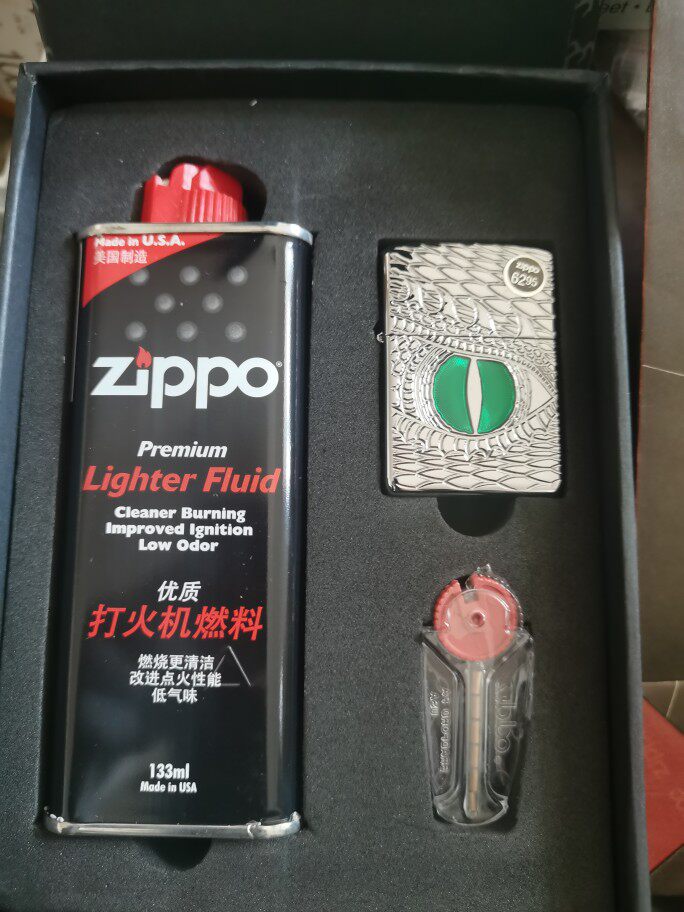 Made in U.S.A.
美国制造
zippo
Premium
Lighter Fluid
Cleaner Burning
Improved Ignition
Low Odor
优质
打火机燃料
燃烧更清洁
改进点火性能
低气味
133ml
Made in USA
zippo
6295
zippo